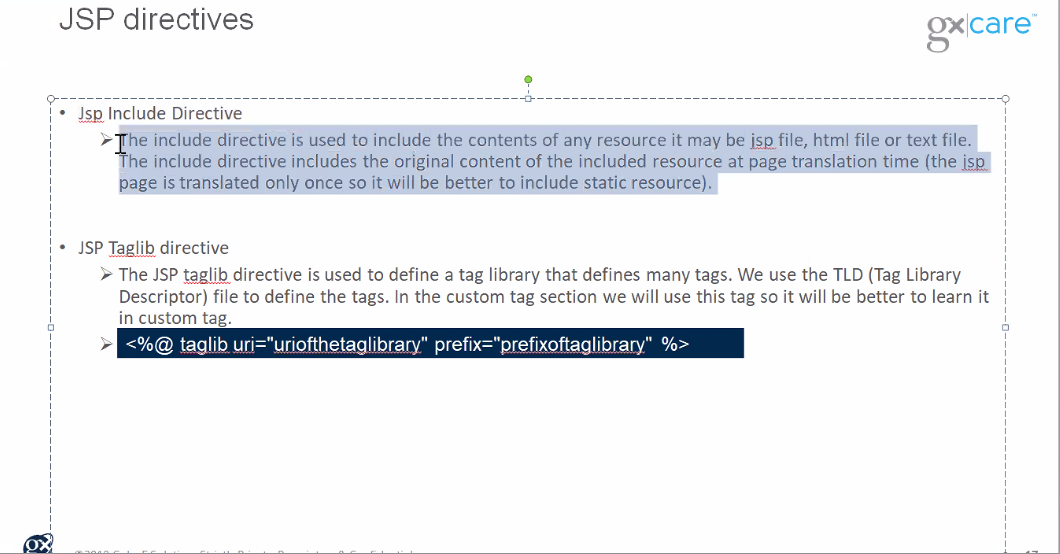 JSP directives
gx|care™
• Jsp Include Directive
➢ The include directive is used to include the contents of any resource it may be jsp file, html file or text file.
The include directive includes the original content of the included resource at page translation time (the jsp
page is translated only once so it will be better to include static resource).
• JSP Taglib directive
➢ The JSP taglib directive is used to define a tag library that defines many tags. We use the TLD (Tag Library
Descriptor) file to define the tags. In the custom tag section we will use this tag so it will be better to learn it
in custom tag.
➢ <%@ taglib uri="uriofthetaglibrary" prefix="prefixoftaglibrary" %>
gx